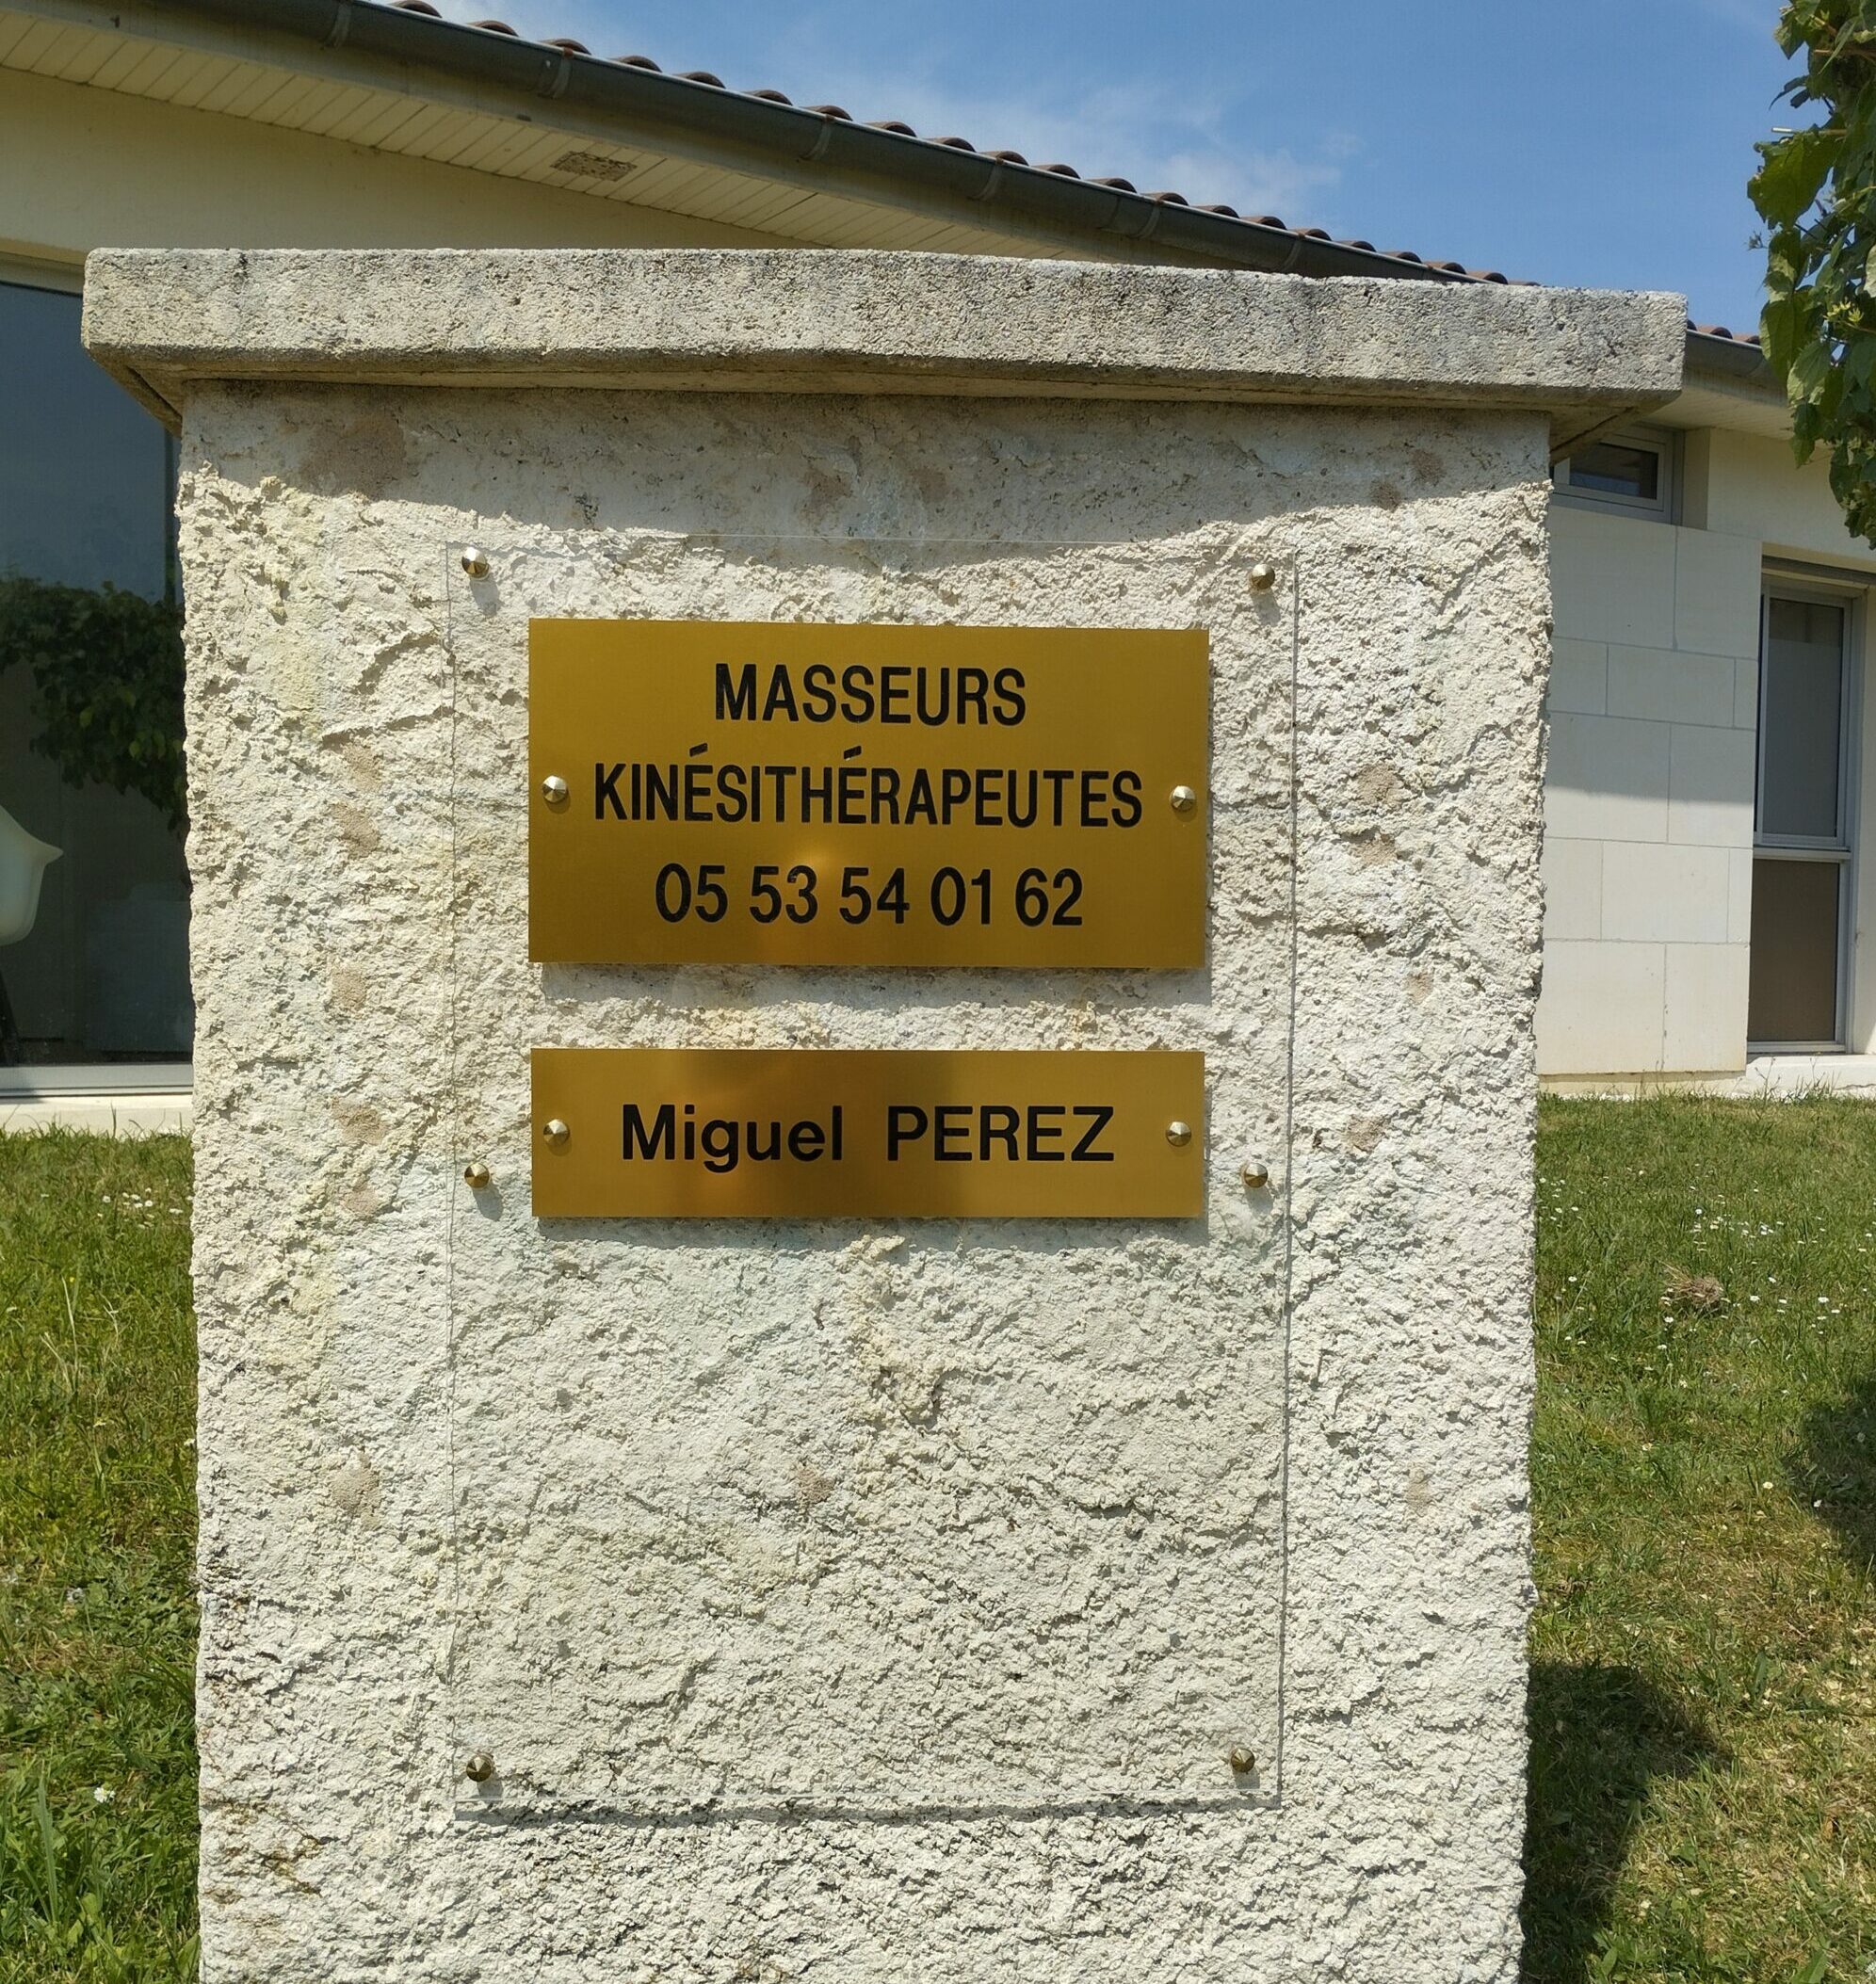 MASSEURS
KINÉSITHÉRAPEUTES
05 53 54 01 62
Miguel PEREZ